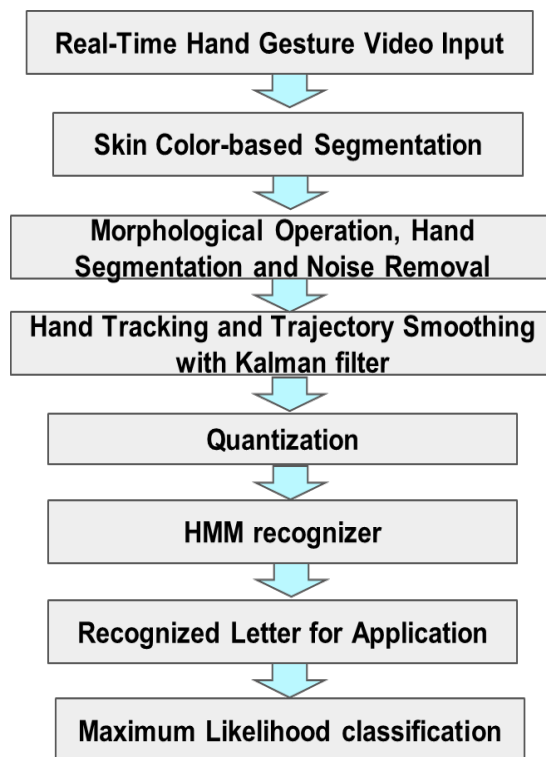 Real-Time Hand Gesture Video Input
Skin Color-based Segmentation
Morphological Operation, Hand
Segmentation and Noise Removal
Hand Tracking and Trajectory Smoothing
with Kalman filter
Quantization
HMM recognizer
Recognized Letter for Application
Maximum Likelihood classification